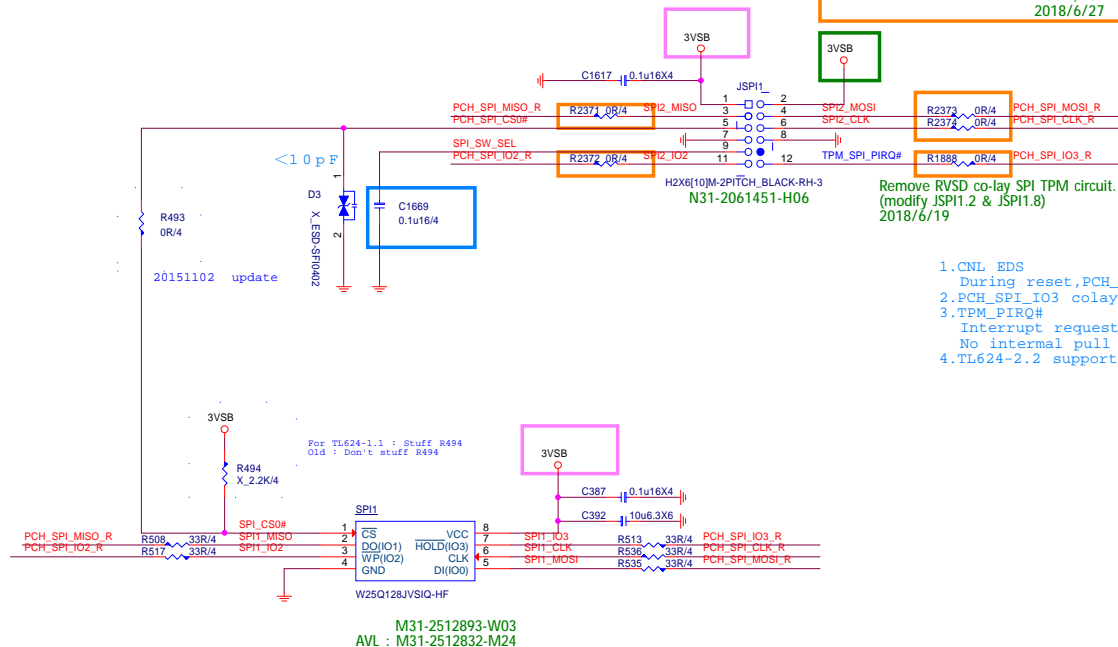 2018/6/27
3VSB
3VSB
C1617 0.1u16X4
JSPI1
1 2
PCH_SPI_MISO_R R2371 0R/4 SPI2_MISO 3 4 SPI2_MOSI R2373 0R/4 PCH_SPI_MOSI_R
PCH_SPI_CS0# 5 6 SPI2_CLK R2374 0R/4 PCH_SPI_CLK_R
7 8
SPI_SW_SEL 9
PCH_SPI_IO2_R R2372 0R/4 SPI2_IO2 11 12 TPM_SPI_PIRQ# R1888 0R/4 PCH_SPI_IO3_R
H2X6[10]M-2PITCH_BLACK-RH-3
N31-2061451-H06
Remove RVSD co-lay SPI TPM circuit.
(modify JSPI1.2 & JSPI1.8)
2018/6/19
<10pF
1
D3
2
X_ESD-SFI0402
C1669
0.1u16/4
R493
0R/4
20151102 update
1.CNL EDS
During reset,PCH_
2.PCH_SPI_IO3 colay
3.TPM_PIRQ#
Interrupt request
No intermal pull
4.TL624-2.2 support
3VSB
R494
X_2.2K/4
For TL624-1.1 : Stuff R494
Old : Don't stuff R494
3VSB
C387 0.1u16X4
C392 10u6.3X6
SPI1
SPI_CS0# 1 CS VCC 8
PCH_SPI_MISO_R R508 33R/4 SPI1_MISO 2 DO(IO1) HOLD(IO3) 7 SPI1_IO3 R513 33R/4 PCH_SPI_IO3_R
PCH_SPI_IO2_R R517 33R/4 SPI1_IO2 3 WP(IO2) CLK 6 SPI1_CLK R536 33R/4 PCH_SPI_CLK_R
4 GND DI(IO0) 5 SPI1_MOSI R535 33R/4 PCH_SPI_MOSI_R
W25Q128JVSIQ-HF
M31-2512893-W03
AVL : M31-2512832-M24